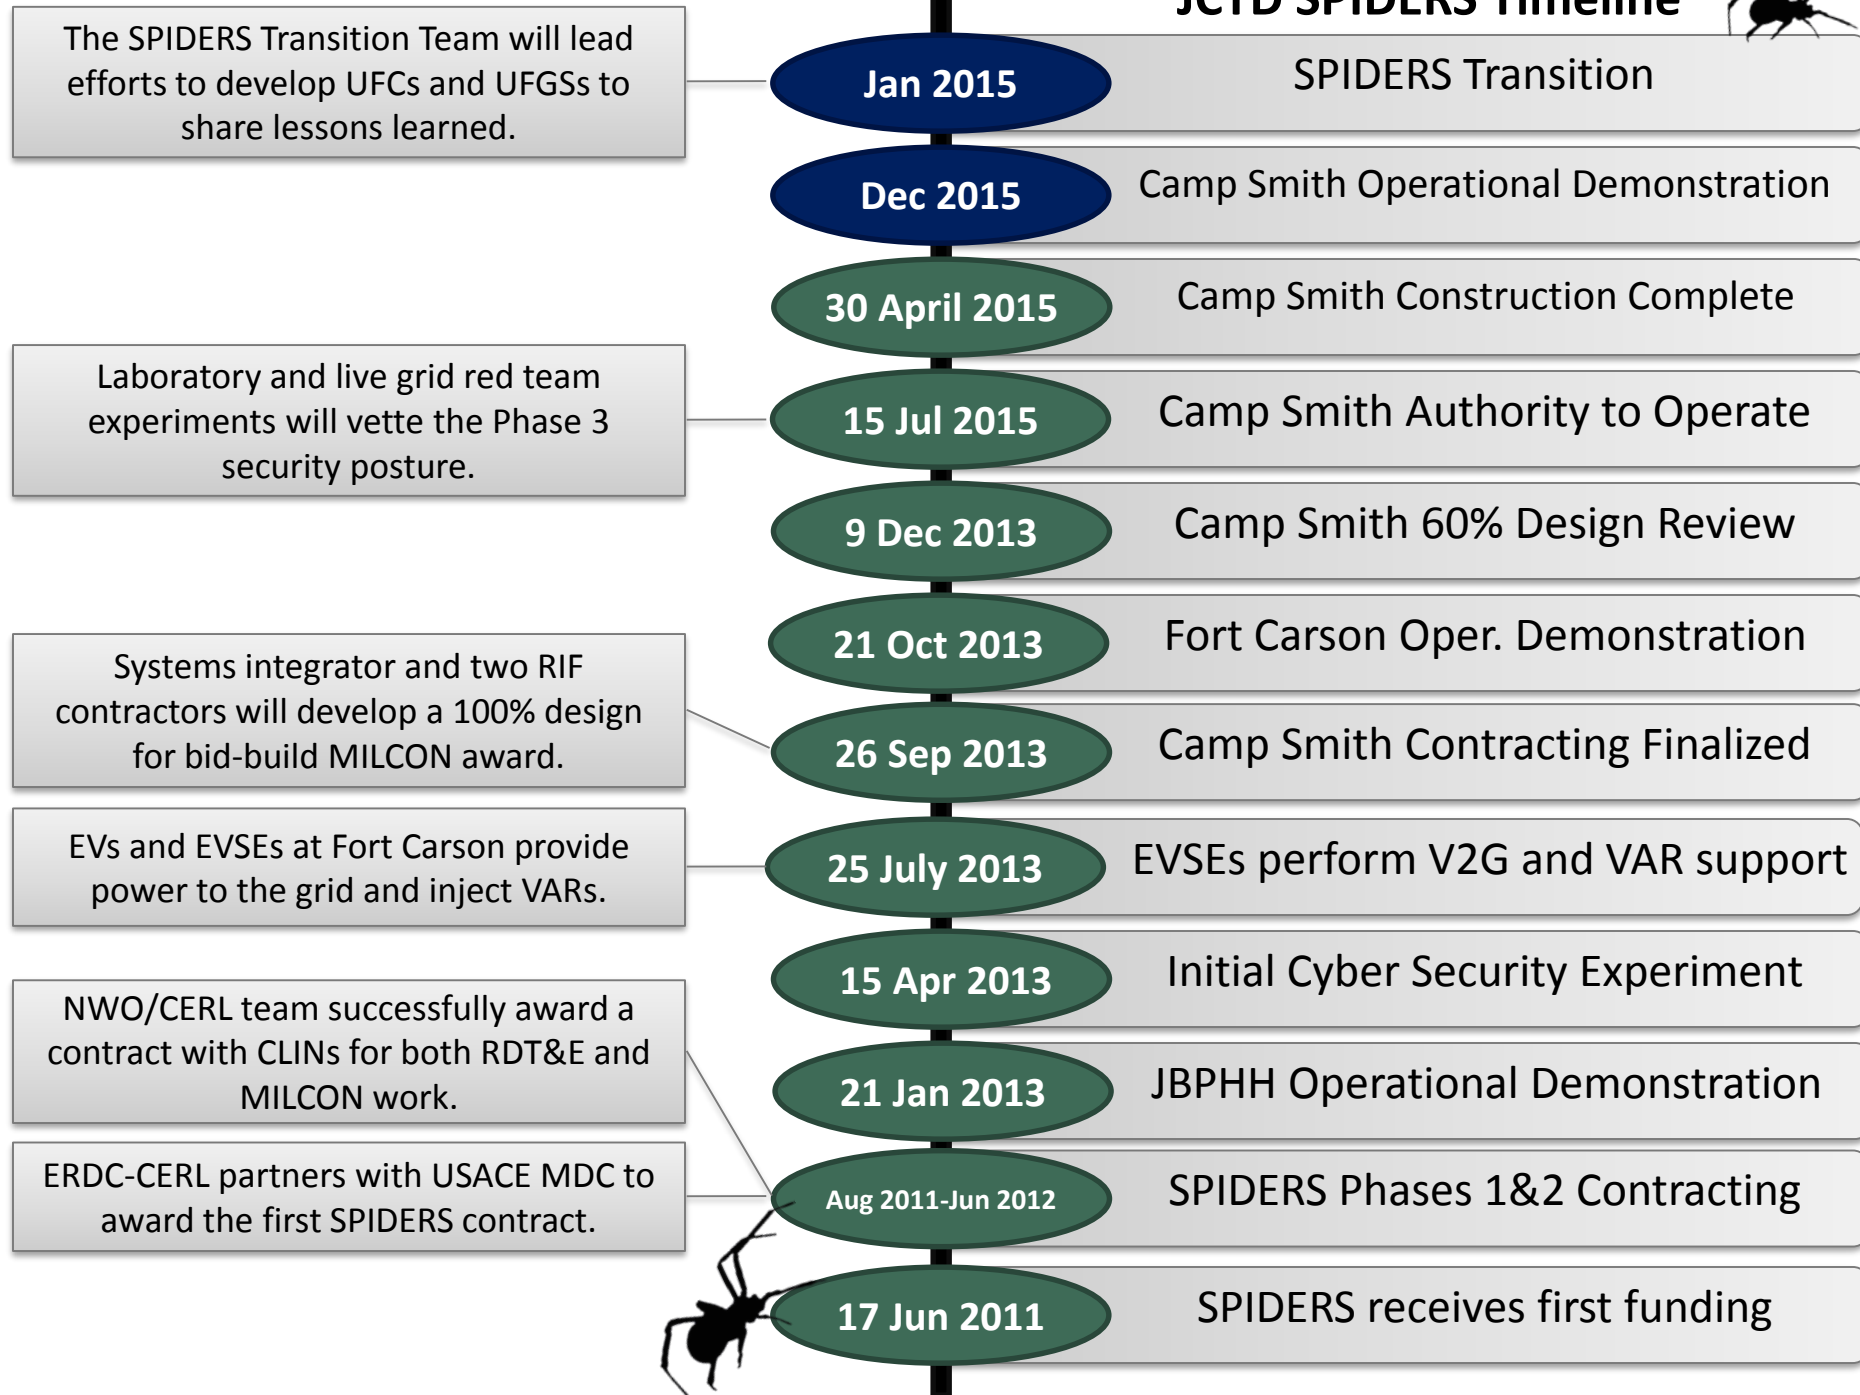 JCTD SPIDERS Timeline
The SPIDERS Transition Team will lead
efforts to develop UFCs and UFGSs to
share lessons learned.
Jan 2015
SPIDERS Transition
Dec 2015
Camp Smith Operational Demonstration
30 April 2015
Camp Smith Construction Complete
Laboratory and live grid red team
experiments will vette the Phase 3
security posture.
15 Jul 2015
Camp Smith Authority to Operate
9 Dec 2013
Camp Smith 60% Design Review
21 Oct 2013
Fort Carson Oper. Demonstration
Systems integrator and two RIF
contractors will develop a 100% design
for bid-build MILCON award.
26 Sep 2013
Camp Smith Contracting Finalized
EVs and EVSEs at Fort Carson provide
power to the grid and inject VARs.
25 July 2013
EVSEs perform V2G and VAR support
15 Apr 2013
Initial Cyber Security Experiment
NWO/CERL team successfully award a
contract with CLINs for both RDT&E and
MILCON work.
21 Jan 2013
JBPHH Operational Demonstration
ERDC-CERL partners with USACE MDC to
award the first SPIDERS contract.
Aug 2011-Jun 2012
SPIDERS Phases 1&2 Contracting
17 Jun 2011
SPIDERS receives first funding